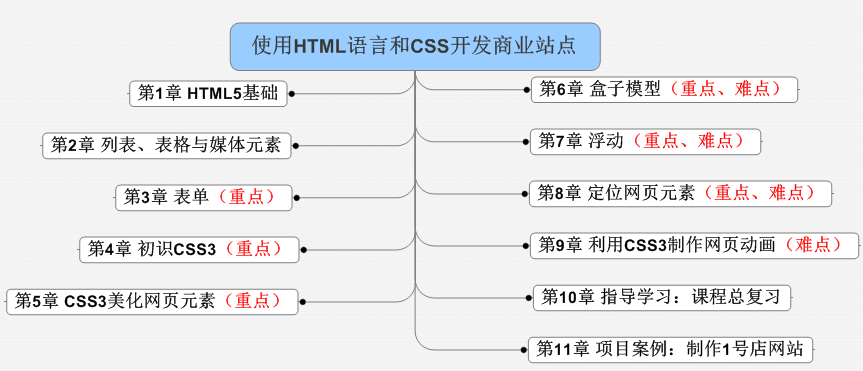 使用HTML语言和CSS开发商业站点
第1章 HTML5基础
第2章 列表、表格与媒体元素
第3章 表单（重点）
第4章 初识CSS3（重点）
第5章 CSS3美化网页元素（重点）
第6章 盒子模型（重点、难点）
第7章 浮动（重点、难点）
第8章 定位网页元素（重点、难点）
第9章 利用CSS3制作网页动画（难点）
第10章 指导学习：课程总复习
第11章 项目案例：制作1号店网站